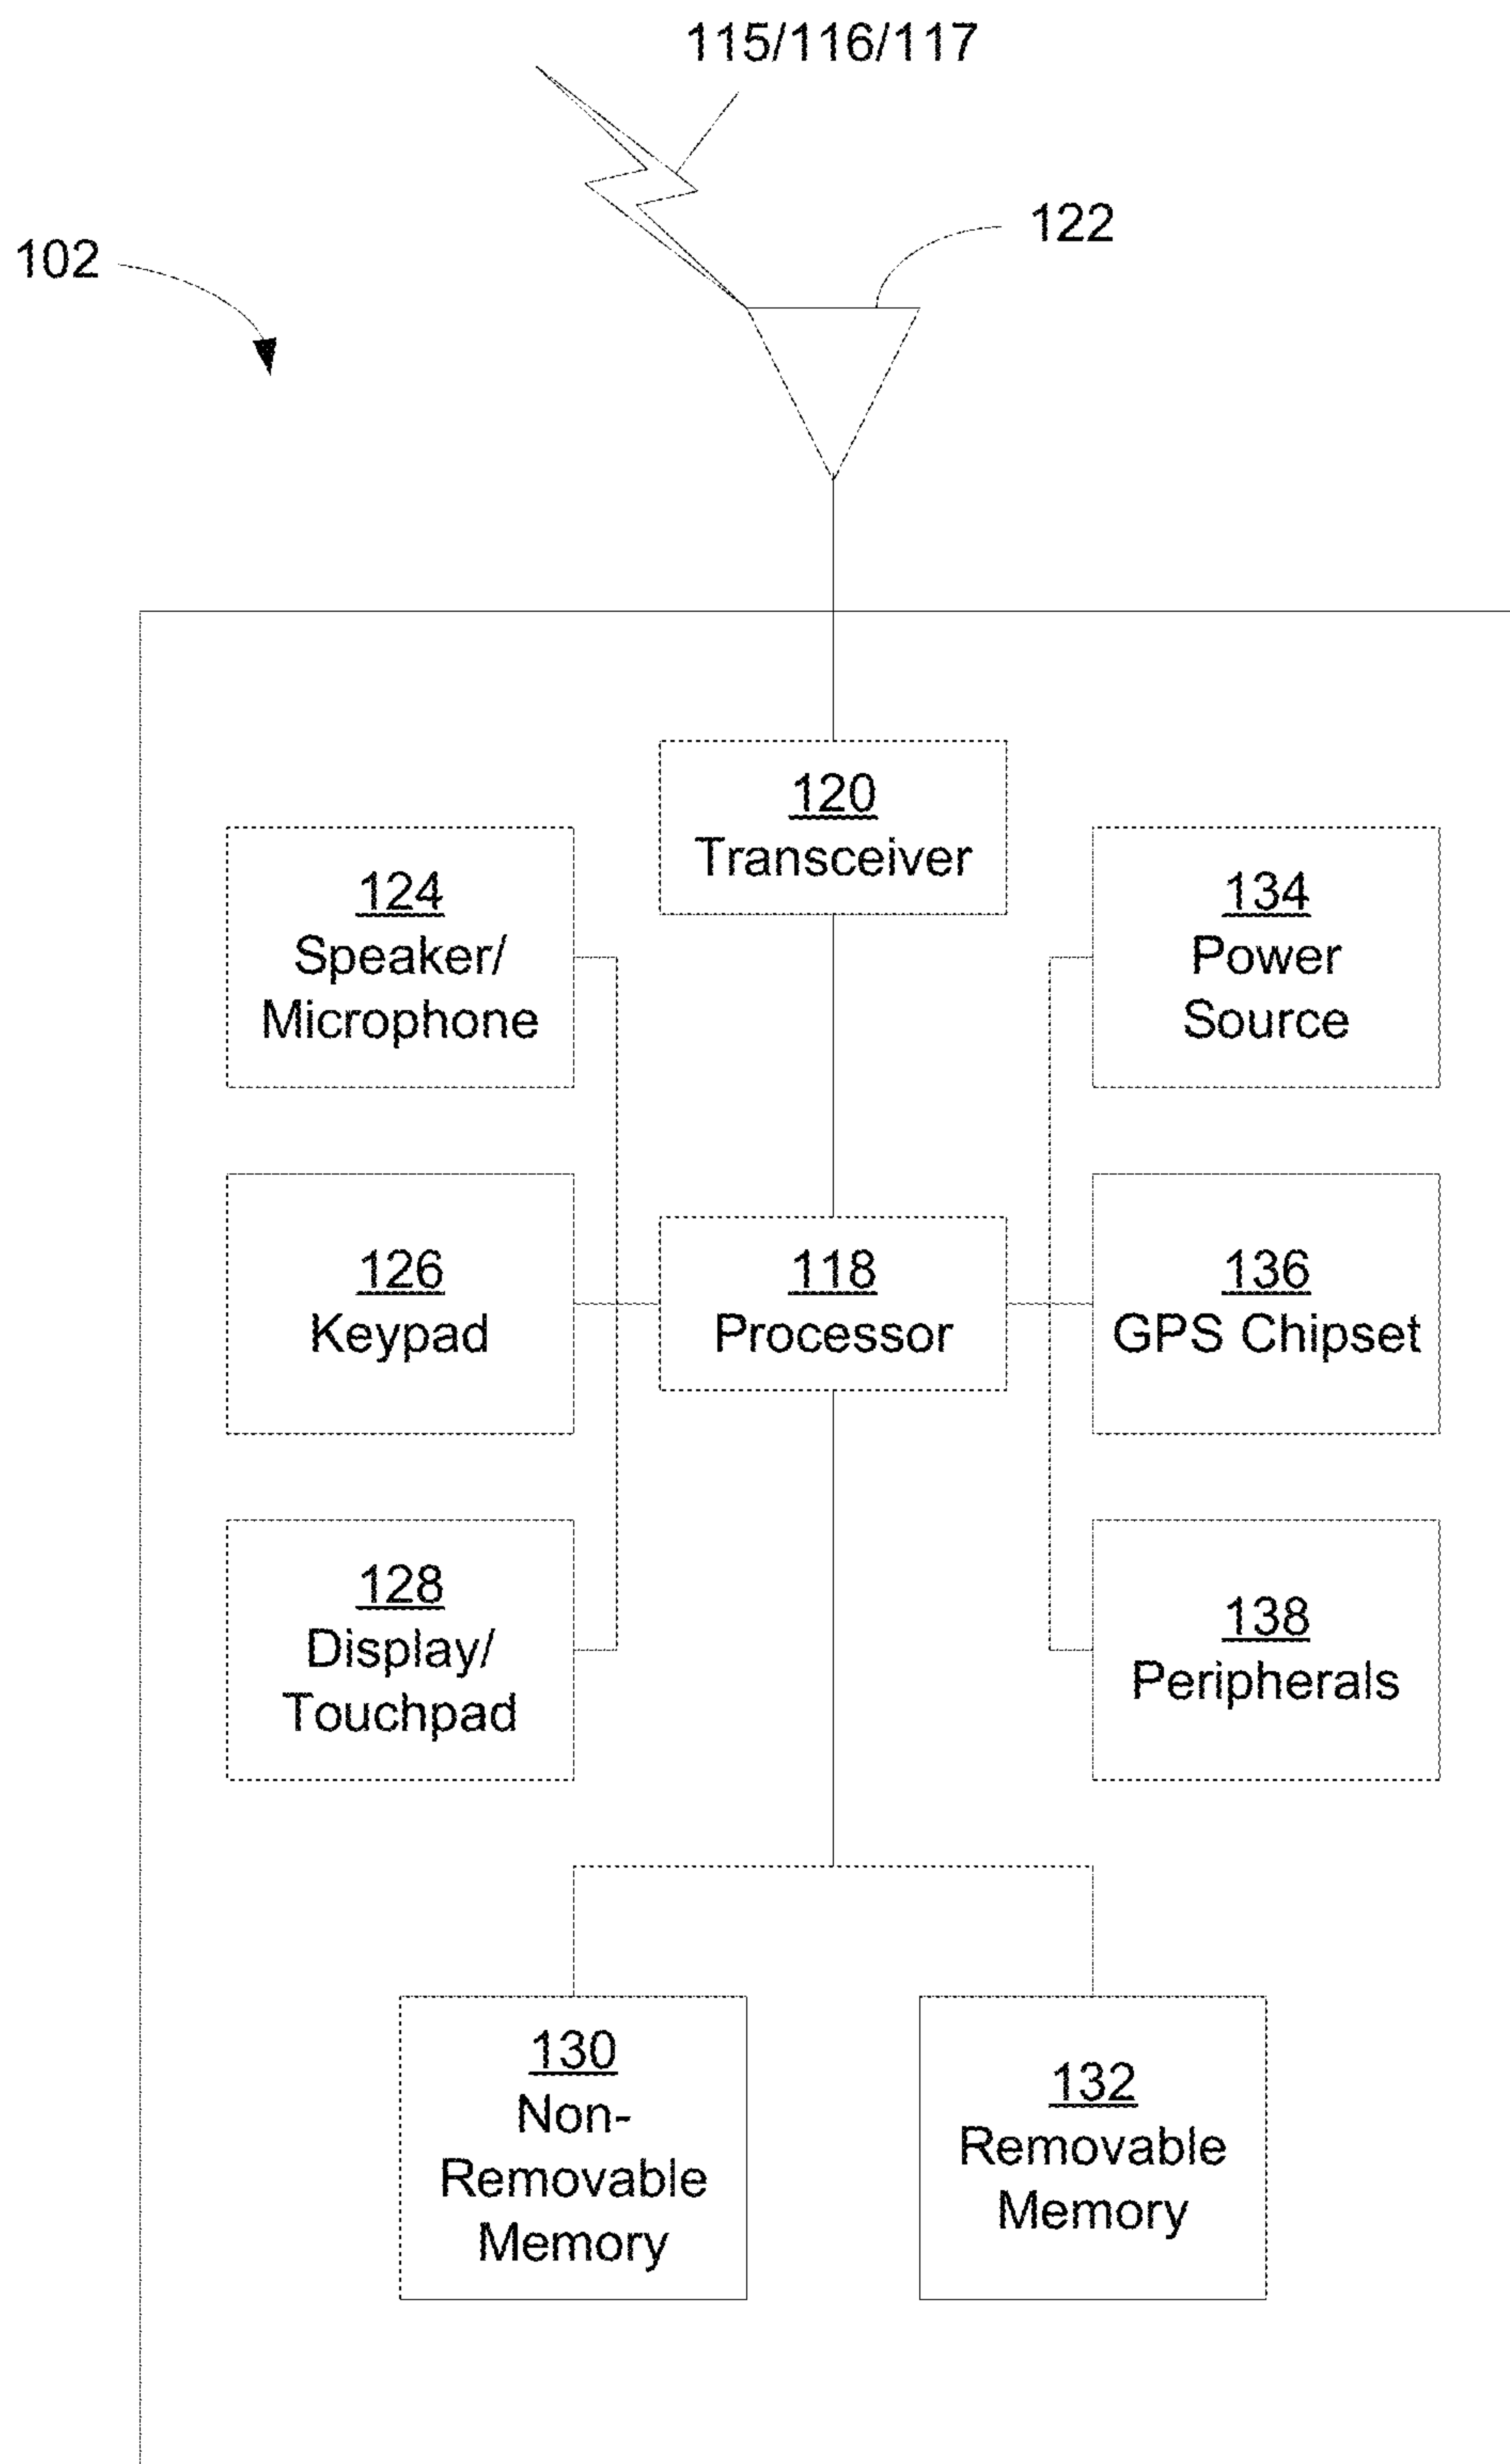 115/116/117
122
102
120
Transceiver
124
Speaker/
Microphone
134
Power
Source
126
Keypad
118
Processor
136
GPS Chipset
128
Display/
Touchpad
138
Peripherals
130
Non-
Removable
Memory
132
Removable
Memory